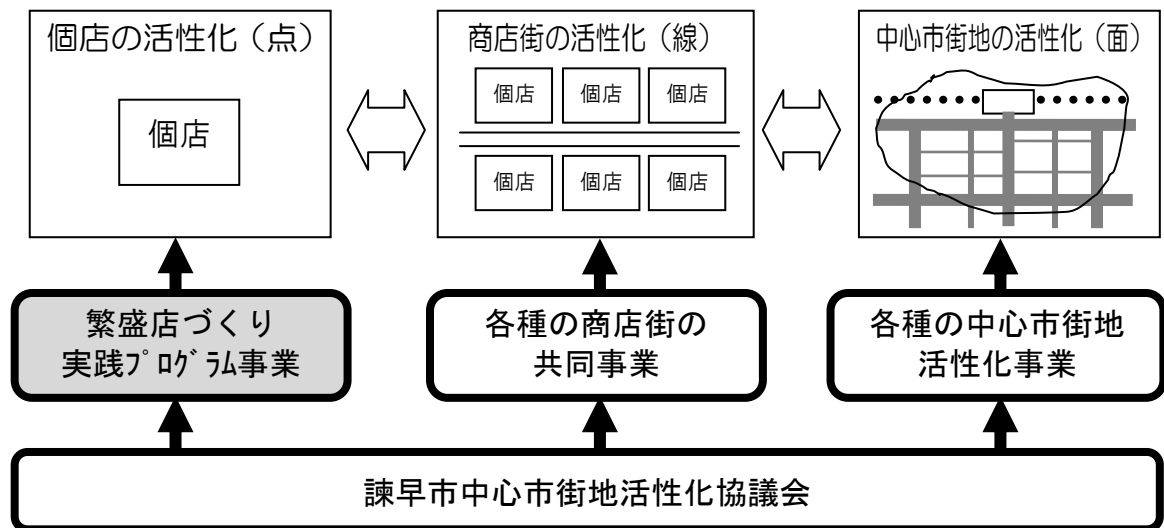 個店の活性化（点）
個店
商店街の活性化（線）
個店 個店 個店
個店 個店 個店
中心市街地の活性化（面）
繁盛店づくり
実践ﾌﾟﾛｸﾞﾗﾑ事業
各種の商店街の
共同事業
各種の中心市街地
活性化事業
諫早市中心市街地活性化協議会